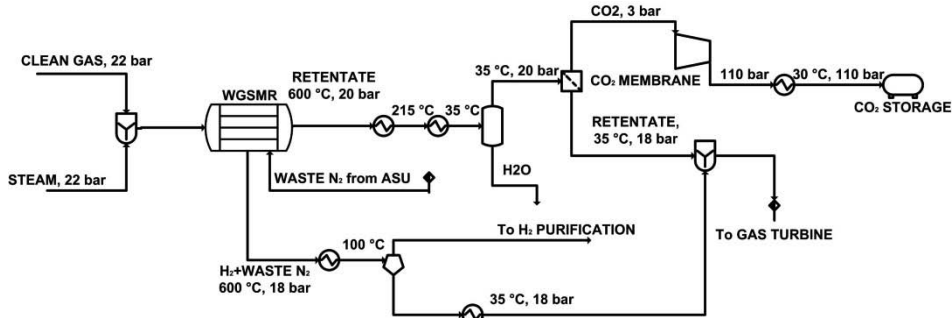 CO2, 3 bar
CLEAN GAS, 22 bar
RETENTATE
600 °C, 20 bar
WGSMR
35 °C, 20 bar
CO₂ MEMBRANE
110 bar
30 °C, 110 bar
CO₂ STORAGE
215 °C
35 °C
RETENTATE,
35 °C, 18 bar
STEAM, 22 bar
WASTE N₂ from ASU
H2O
To H₂ PURIFICATION
To GAS TURBINE
100 °C
H₂+WASTE N₂
600 °C, 18 bar
35 °C, 18 bar